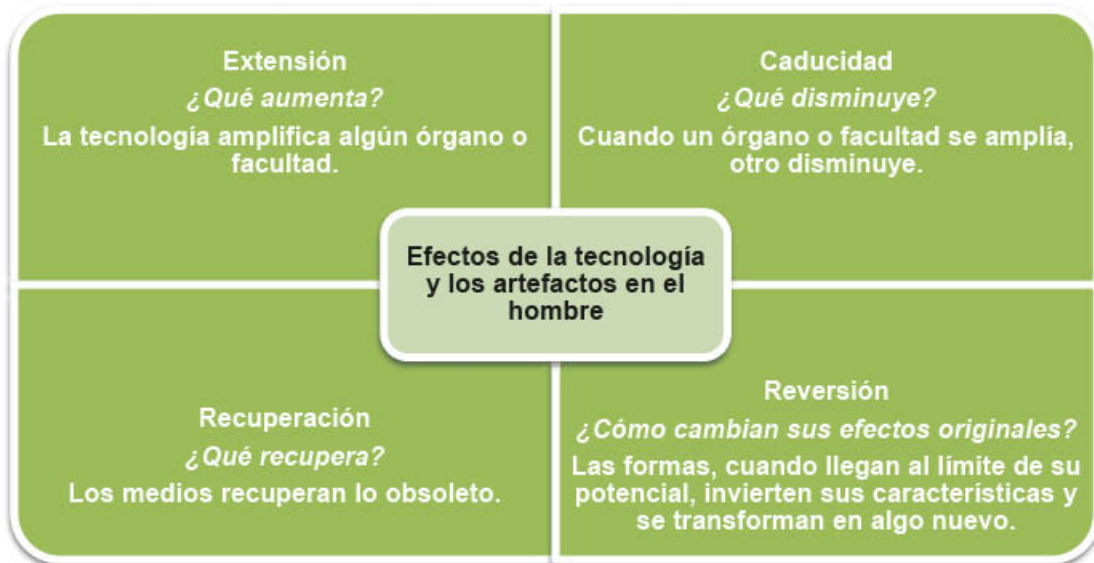 Extensión
¿Qué aumenta?
La tecnología amplifica algún órgano o
facultad.
Caducidad
¿Qué disminuye?
Cuando un órgano o facultad se amplía,
otro disminuye.
Efectos de la tecnología
y los artefactos en el
hombre
Recuperación
¿Qué recupera?
Los medios recuperan lo obsoleto.
Reversión
¿Cómo cambian sus efectos originales?
Las formas, cuando llegan al límite de su
potencial, invierten sus características y
se transforman en algo nuevo.